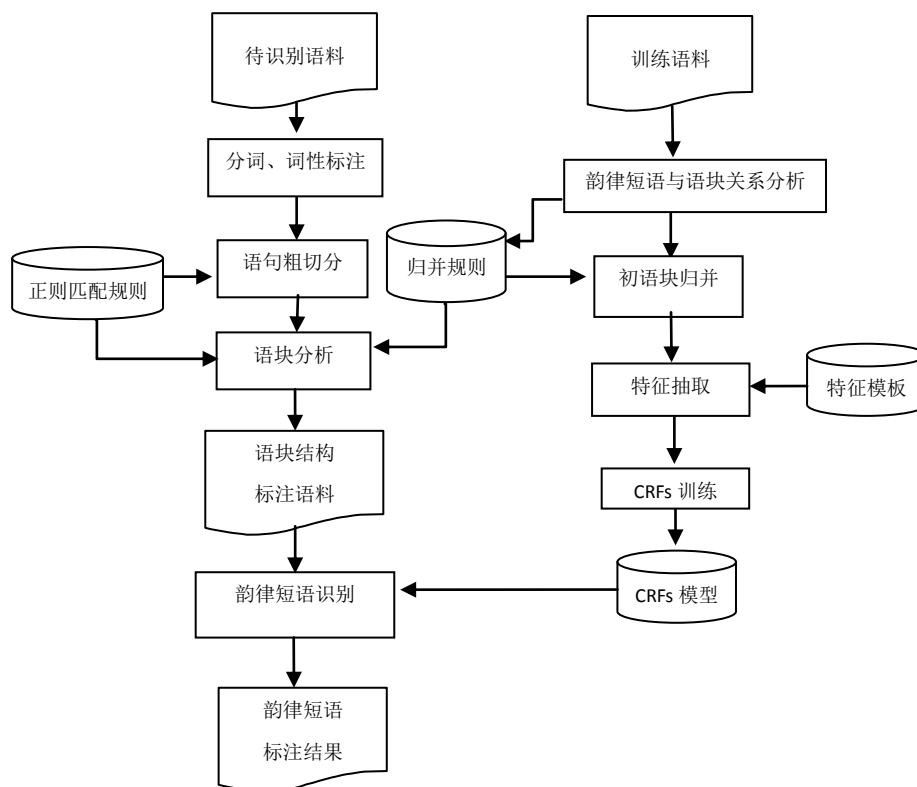 待识别语料
训练语料
分词、词性标注
韵律短语与语块关系分析
语句粗切分
归并规则
初语块归并
正则匹配规则
语块分析
特征抽取
特征模板
语块结构
标注语料
CRFs 训练
韵律短语识别
CRFs 模型
韵律短语
标注结果